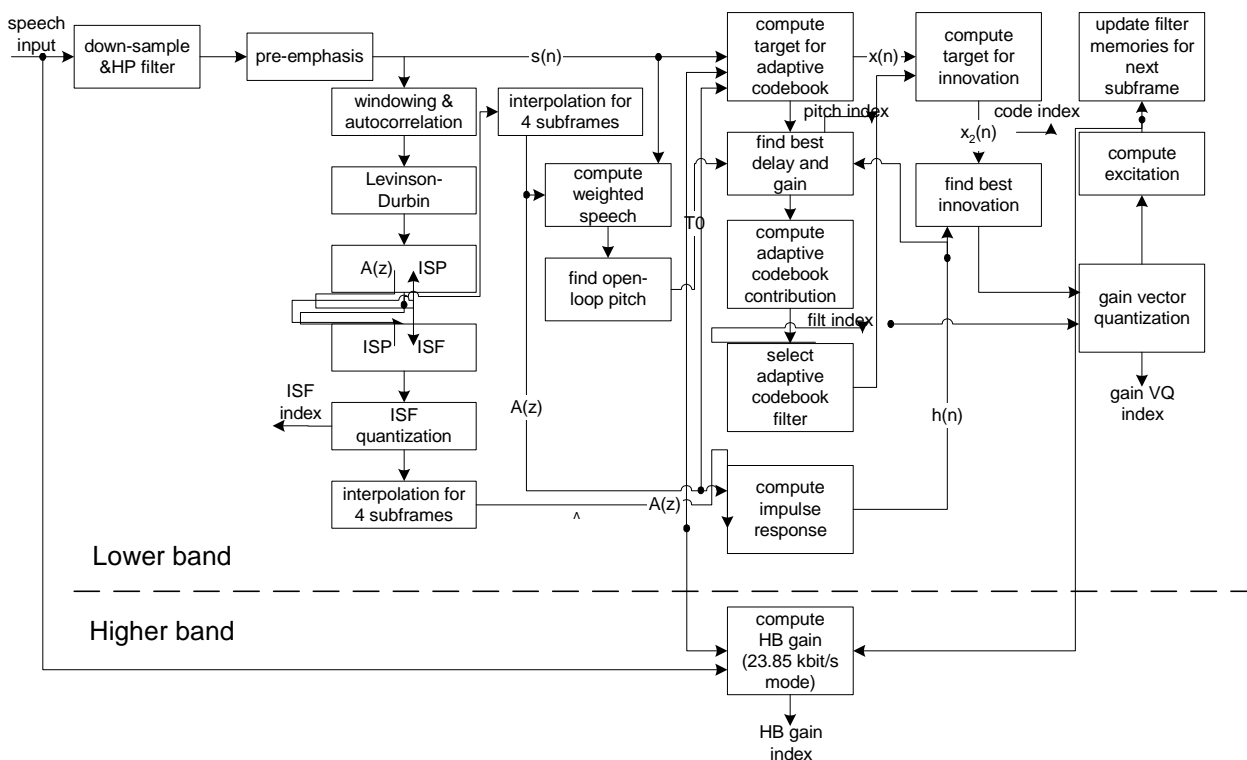 speech
input
down-sample
&HP filter
pre-emphasis
s(n)
compute
target for
adaptive
codebook
x(n)
compute
target for
innovation
update filter
memories for
next
subframe
windowing &
autocorrelation
interpolation for
4 subframes
pitch index
code index
x2(n)
Levinson-
Durbin
compute
weighted
speech
find best
delay and
gain
find best
innovation
compute
excitation
T0
A(z)
ISP
find open-
loop pitch
compute
adaptive
codebook
contribution
gain vector
quantization
filt index
ISP
ISF
select
adaptive
codebook
filter
gain VQ
index
ISF
index
ISF
quantization
A(z)
h(n)
interpolation for
4 subframes
^
A(z)
compute
impulse
response
Lower band
Higher band
compute
HB gain
(23.85 kbit/s
mode)
HB gain
index